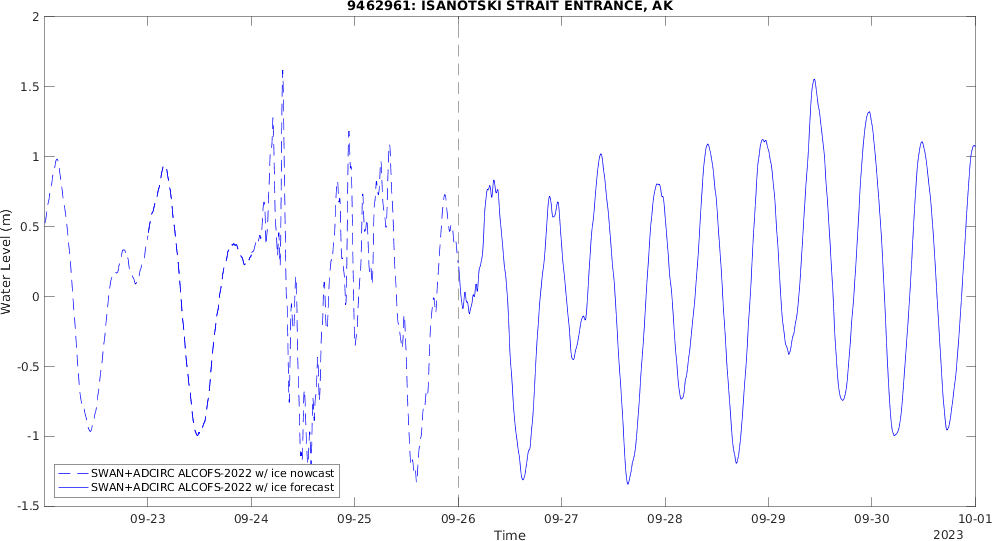 9462961: ISANOTSKI STRAIT ENTRANCE, AK
2
1.5
1
0.5
0
-0.5
-1
-1.5
Water Level (m)
SWAN+ADCIRC ALCOFS-2022 w/ ice nowcast
SWAN+ADCIRC ALCOFS-2022 w/ ice forecast
09-23 09-24 09-25 09-26 09-27 09-28 09-29 09-30 10-01
Time
2023